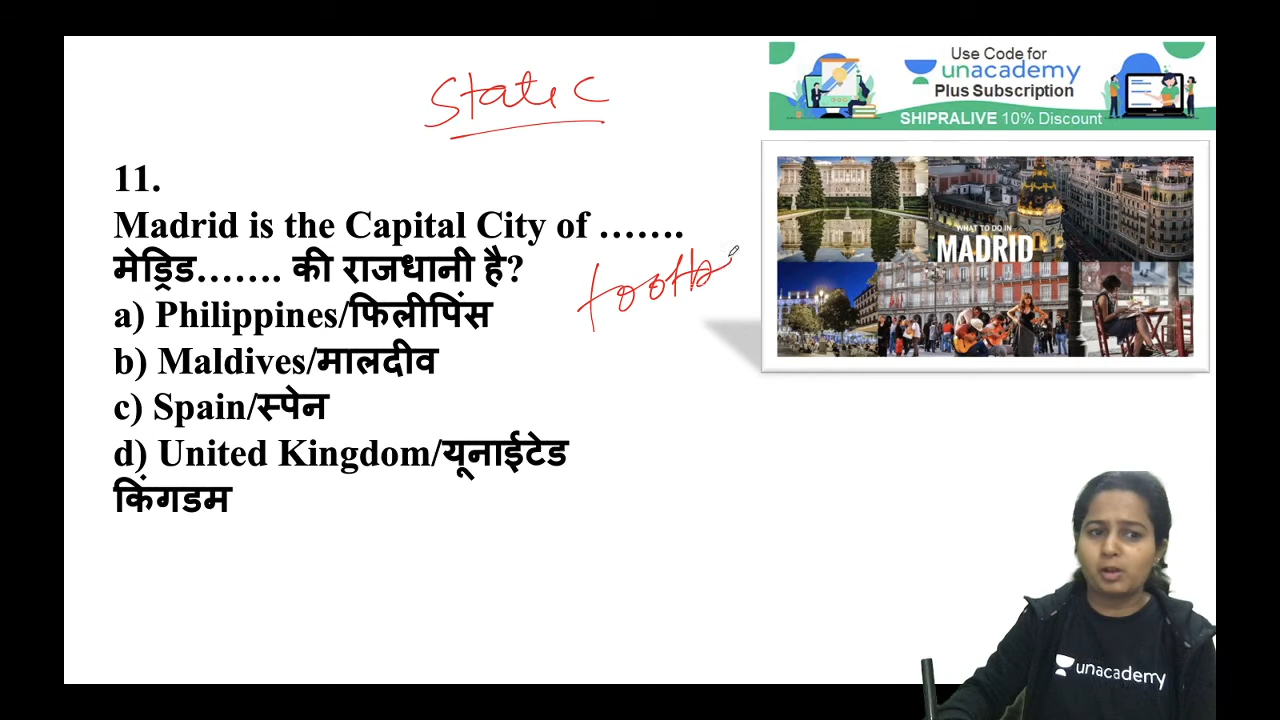 Static
Use Code for
unacademy
Plus Subscription
SHIPRALIVE 10% Discount
11.
Madrid is the Capital City of …….
मेड्रिड……. की राजधानी है?
a) Philippines/फिलीपिंस
b) Maldives/मालदीव
c) Spain/स्पेन
d) United Kingdom/यूनाईटेड
किंगडम
WHAT TO DO IN
MADRID
unacademy